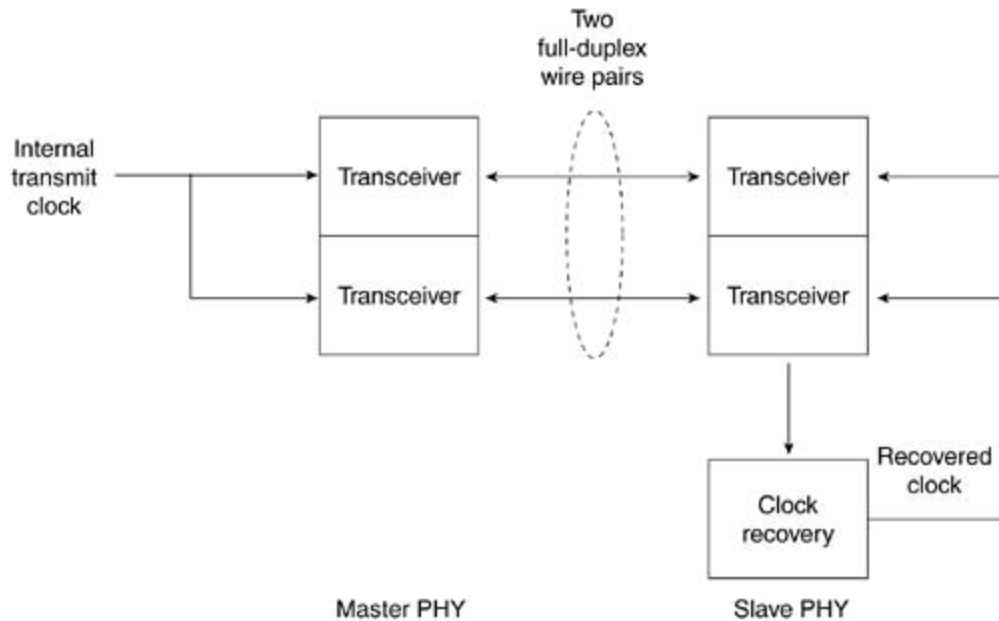 Two
full-duplex
wire pairs
Internal
transmit
clock
Transceiver
Transceiver
Transceiver
Transceiver
Clock
recovery
Recovered
clock
Master PHY
Slave PHY